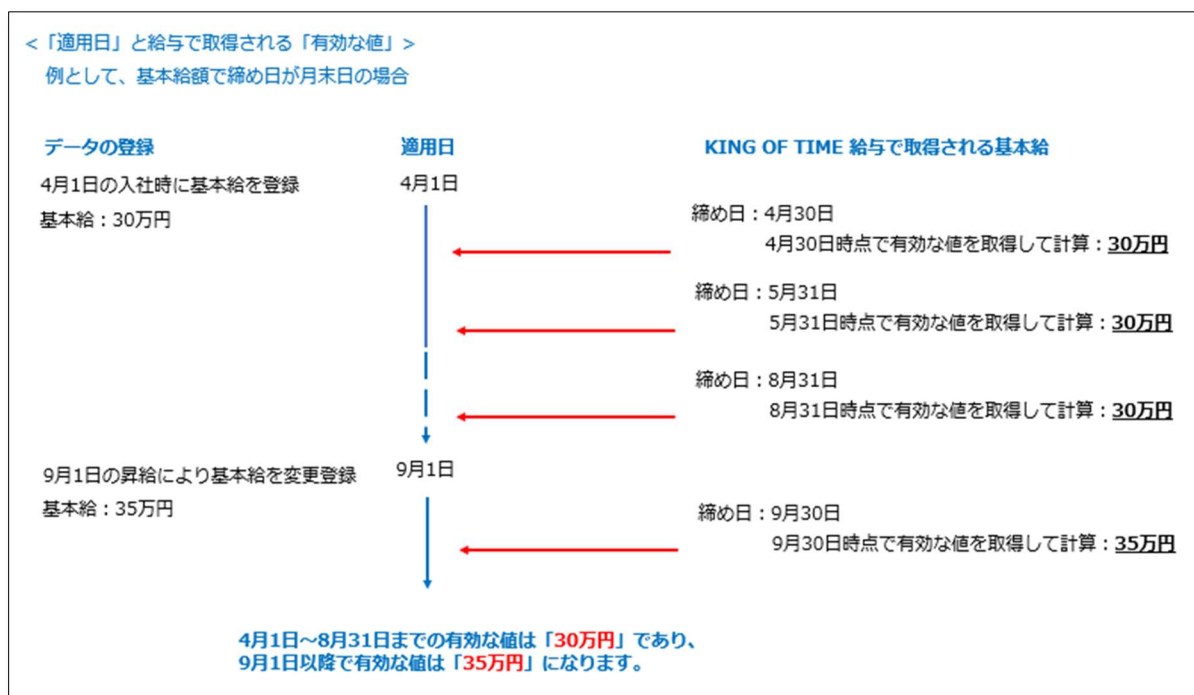 <「適用日」と給与で取得される「有効な値」>
例として、基本給額で締め日が月末日の場合
データの登録
適用日
KING OF TIME 給与で取得される基本給
4月1日の入社時に基本給を登録
4月1日
基本給：30万円
締め日：4月30日
4月30日時点で有効な値を取得して計算：30万円
締め日：5月31日
5月31日時点で有効な値を取得して計算：30万円
締め日：8月31日
8月31日時点で有効な値を取得して計算：30万円
9月1日の昇給により基本給を変更登録
9月1日
基本給：35万円
締め日：9月30日
9月30日時点で有効な値を取得して計算：35万円
4月1日～8月31日までの有効な値は「30万円」であり、
9月1日以降で有効な値は「35万円」になります。